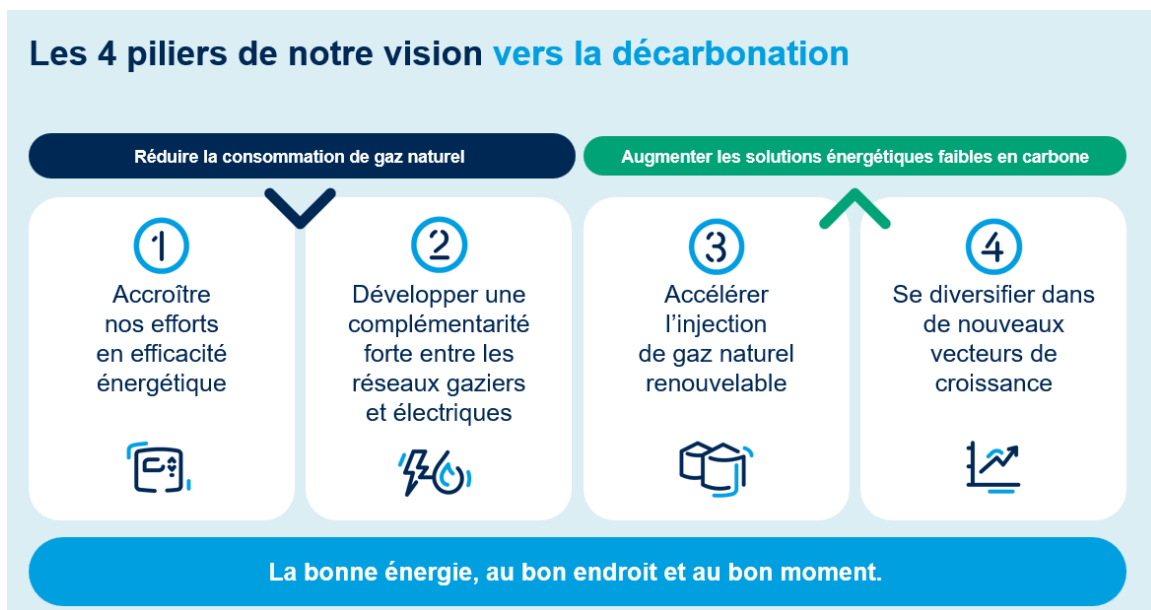 Les 4 piliers de notre vision vers la décarbonation
Réduire la consommation de gaz naturel
Augmenter les solutions énergétiques faibles en carbone
1
Accroître
nos efforts
en efficacité
énergétique
2
Développer une
complémentarité
forte entre les
réseaux gaziers
et électriques
3
Accélérer
l’injection
de gaz naturel
renouvelable
4
Se diversifier dans
de nouveaux
vecteurs de
croissance
La bonne énergie, au bon endroit et au bon moment.